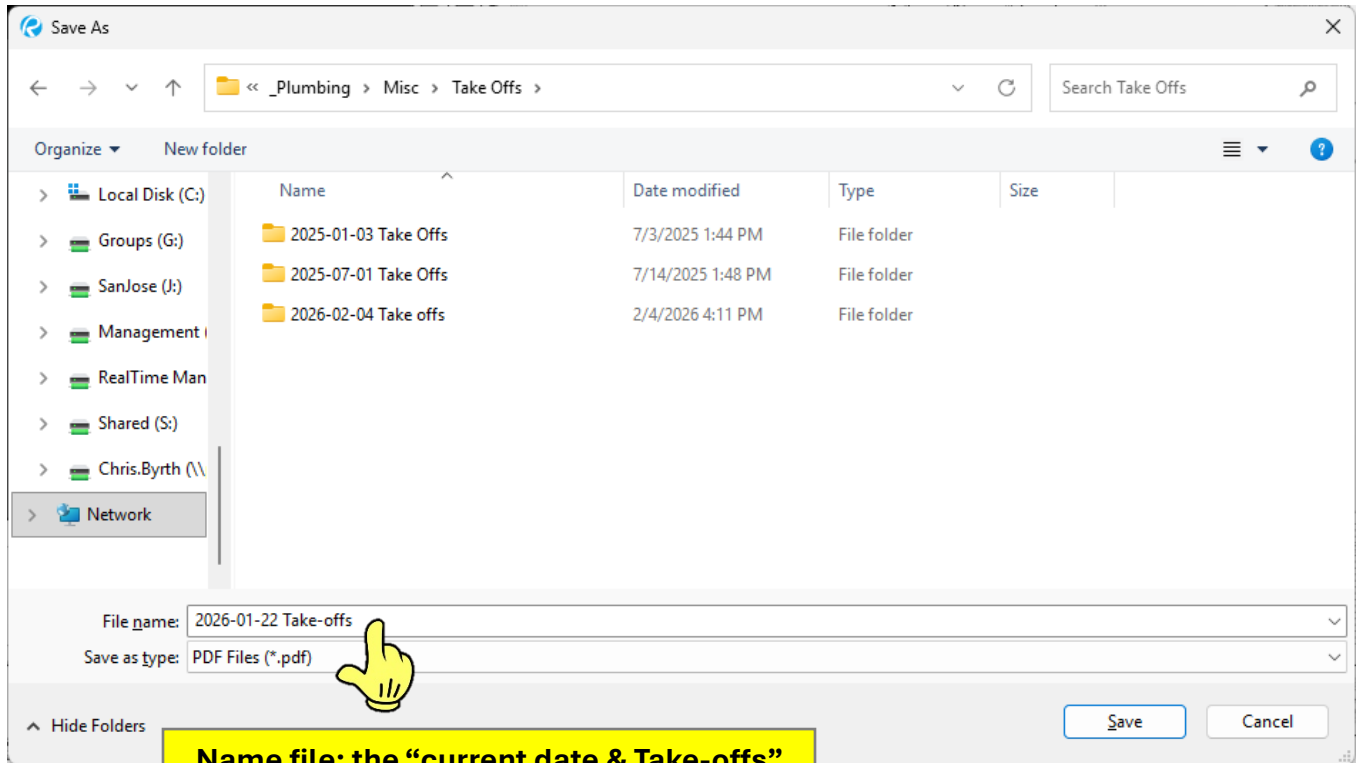 Save As
« _Plumbing > Misc > Take Offs >
Search Take Offs
Organize
New folder
Name
Date modified
Type
Size
Local Disk (C:)
Groups (G:)
SanJose (J:)
Management (
RealTime Man
Shared (S:)
Chris.Byrth (\\
Network
2025-01-03 Take Offs 7/3/2025 1:44 PM File folder
2025-07-01 Take Offs 7/14/2025 1:48 PM File folder
2026-02-04 Take offs 2/4/2026 4:11 PM File folder
File name: 2026-01-22 Take-offs
Save as type: PDF Files (*.pdf)
Hide Folders
Save
Cancel
Name file: the “current date & Take-offs”